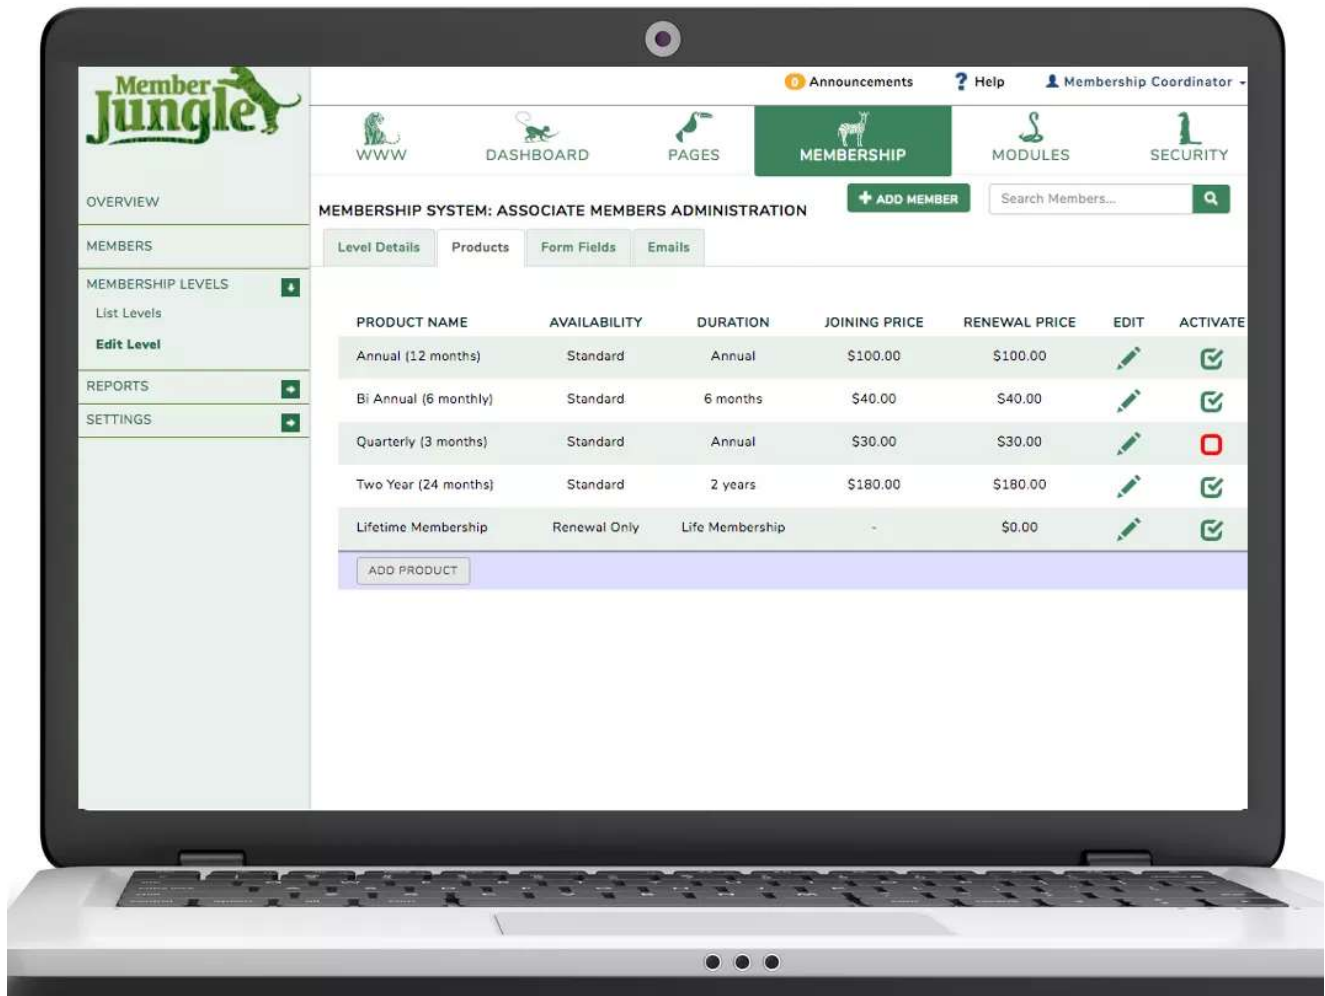 Member
Jungle
0 Announcements ? Help Membership Coordinator
WWW DASHBOARD PAGES MEMBERSHIP MODULES SECURITY
OVERVIEW
MEMBERS
MEMBERSHIP LEVELS
List Levels
Edit Level
REPORTS
SETTINGS
MEMBERSHIP SYSTEM: ASSOCIATE MEMBERS ADMINISTRATION
+ ADD MEMBER
Search Members...
Level Details Products Form Fields Emails
PRODUCT NAME AVAILABILITY DURATION JOINING PRICE RENEWAL PRICE EDIT ACTIVATE
Annual (12 months) Standard Annual $100.00 $100.00
Bi Annual (6 monthly) Standard 6 months $40.00 $40.00
Quarterly (3 months) Standard Annual $30.00 $30.00
Two Year (24 months) Standard 2 years $180.00 $180.00
Lifetime Membership Renewal Only Life Membership - $0.00
ADD PRODUCT